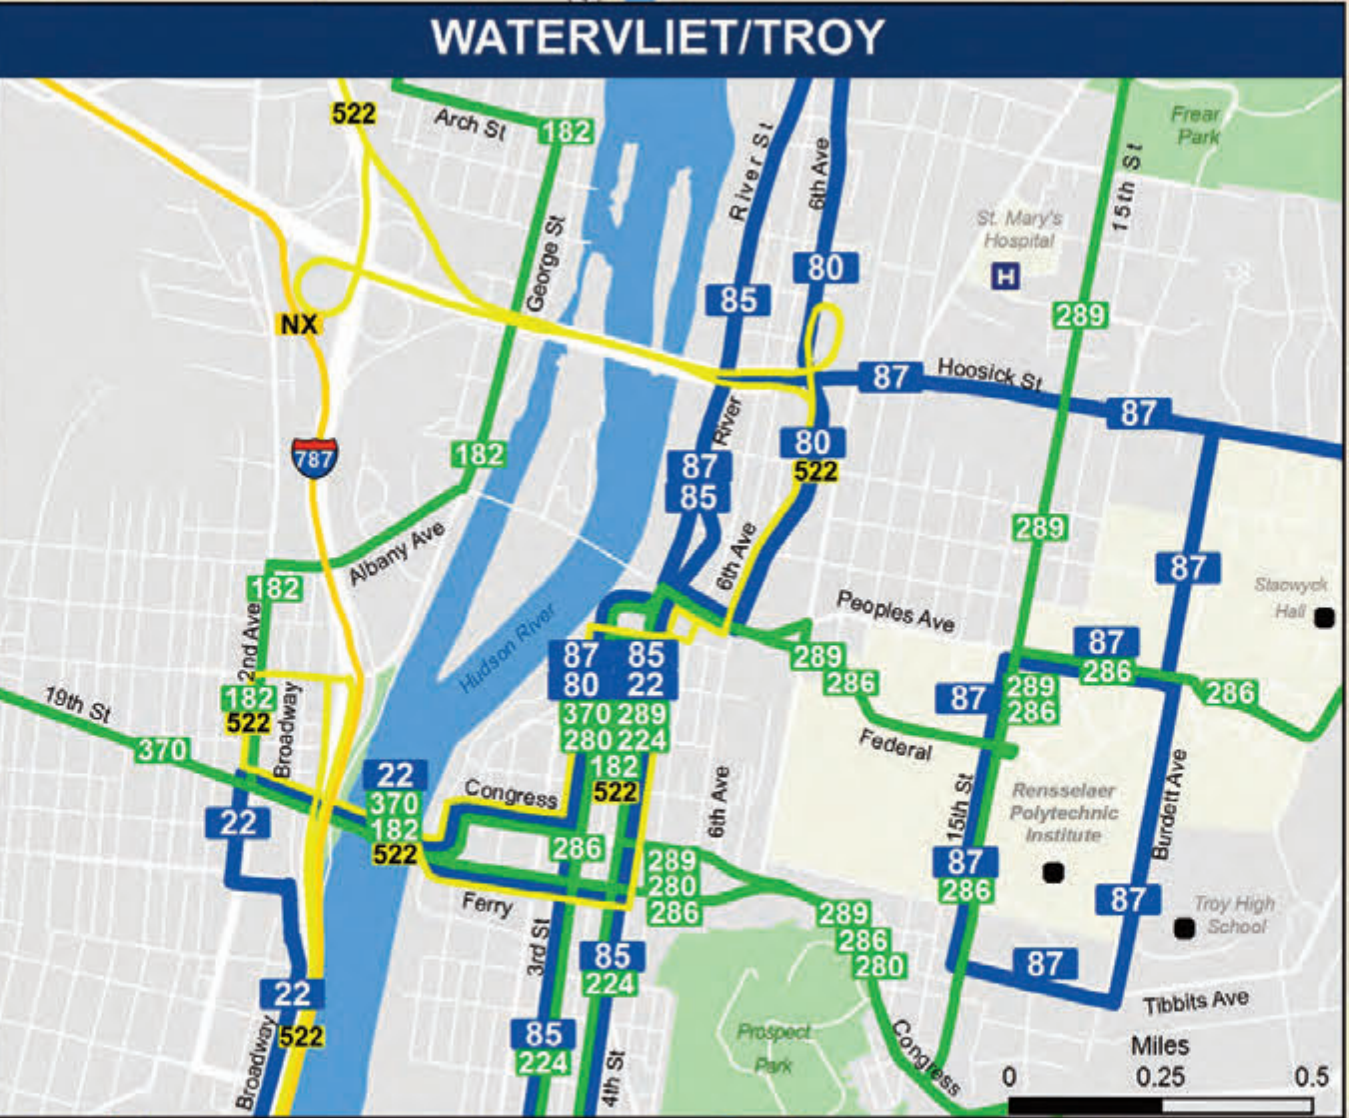 WATERVLIET/TROY
522
Arch St
182
River St
6th Ave
15th St
Frear
Park
St. Mary's
Hospital
H
George St
80
85
289
NX
Hoosick St
87
87
River
80
522
787
182
87
85
289
Albany Ave
6th Ave
87
Stacwyck
Hall
182
2nd Ave
Hudson River
Peoples Ave
87
286
289
286
87
289
286
286
87 85
80 22
370 289
280 224
182
522
19th St
370
182
522
Broadway
Federal
22
370
182
522
Congress
6th Ave
15th St
Rensselaer
Polytechnic
Institute
Burdett Ave
22
286
289
280
286
87
286
Ferry
87
Troy High
School
289
286
280
3rd St
85
224
87
22
522
Broadway
Tibbits Ave
85
224
4th St
Prospect
Park
Congress
Miles
0 0.25 0.5